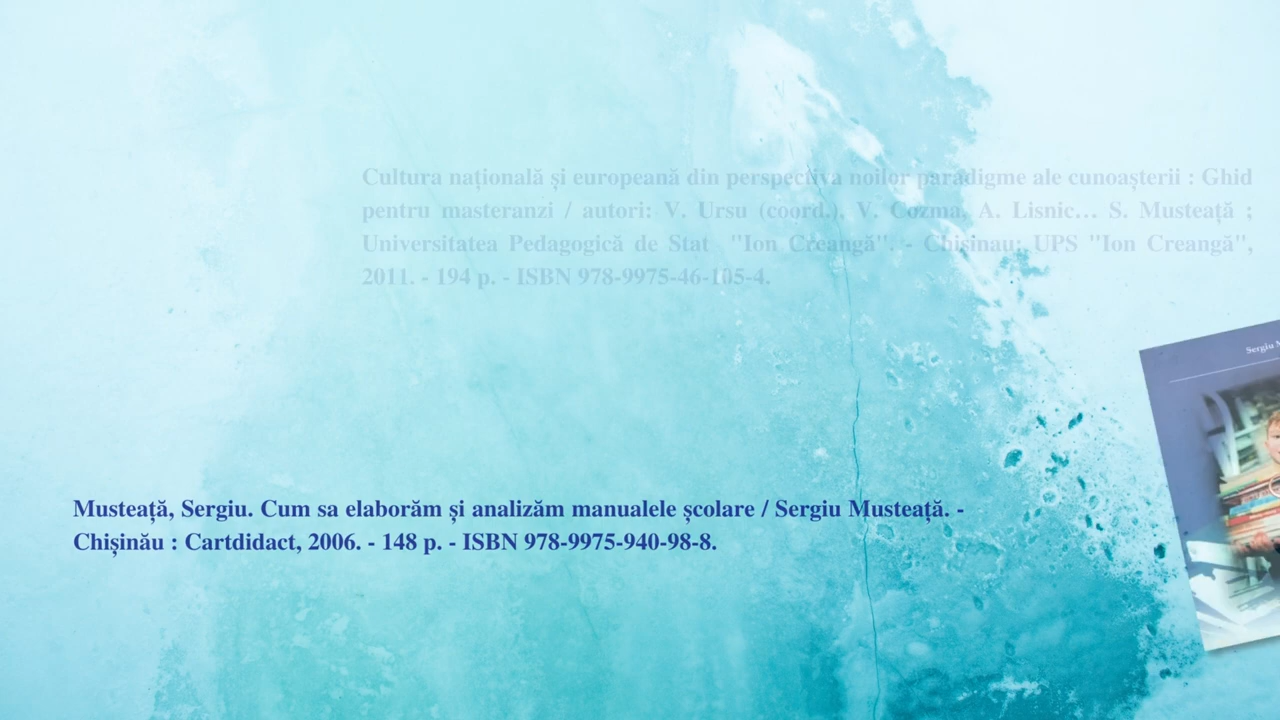 Cultura națională și europeană din perspectiva noilor paradigme ale cunoașterii : Ghid
pentru masteranzi / autori: V. Ursu (coord.), V. Cozma, A. Lisnic… S. Musteață ;
Universitatea Pedagogică de Stat "Ion Creangă". - Chișinau: UPS "Ion Creangă",
2011. - 194 p. - ISBN 978-9975-46-105-4.
Sergiu M
Musteață, Sergiu. Cum sa elaborăm și analizăm manualele școlare / Sergiu Musteață. -
Chișinău : Cartdidact, 2006. - 148 p. - ISBN 978-9975-940-98-8.